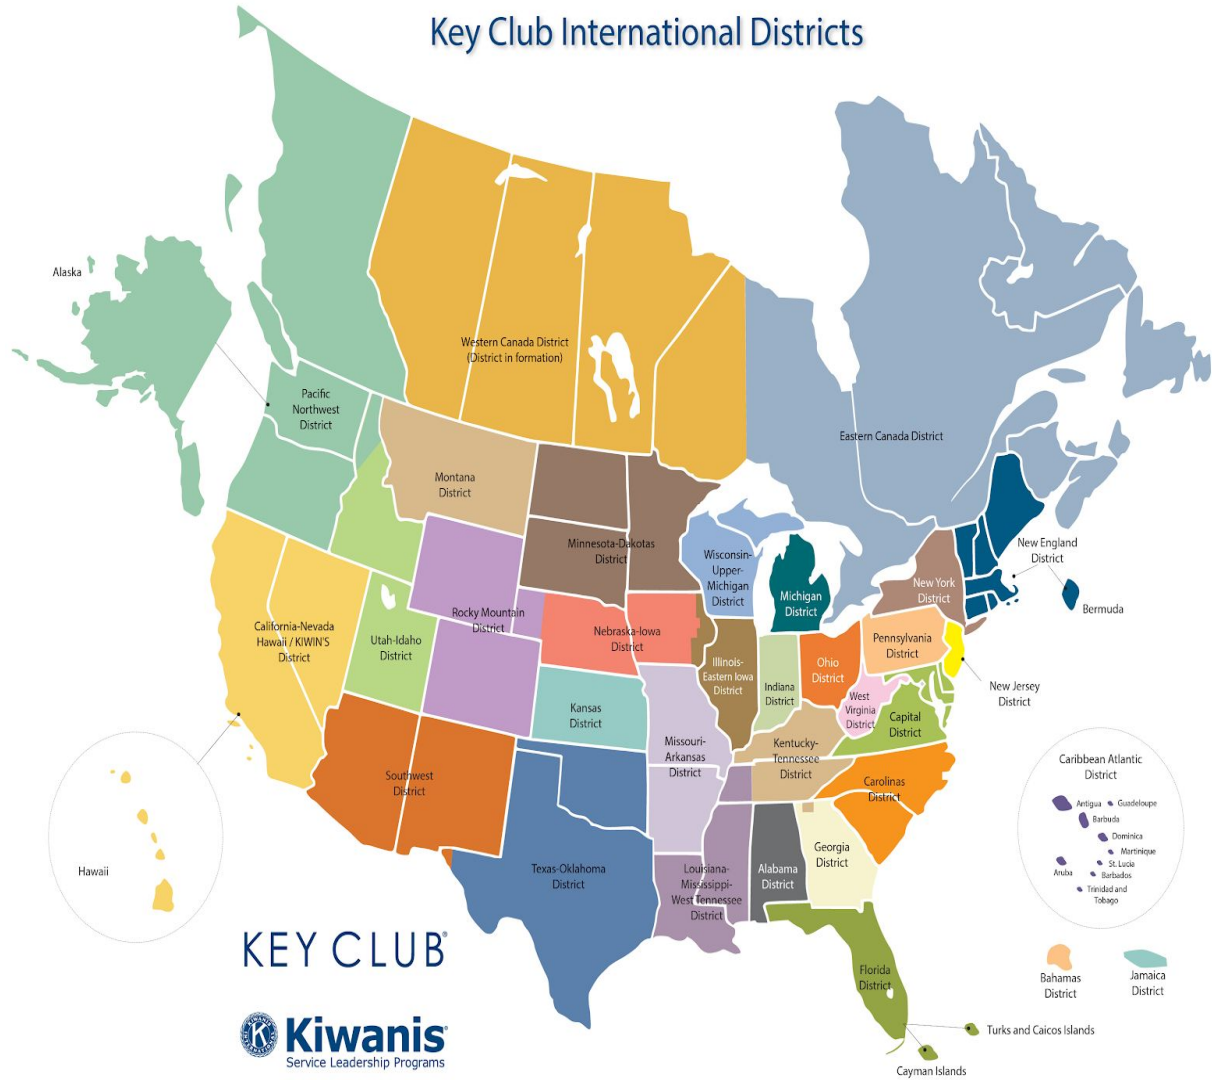 Key Club International Districts
Alaska
Western Canada District
(District in formation)
Pacific
Northwest
District
Eastern Canada District
Montana
District
Minnesota-Dakotas
District
Wisconsin-
Upper-
Michigan
District
Michigan
District
New York
District
New England
District
Bermuda
Rocky Mountain
District
California-Nevada
Hawaii / KIWIN'S
District
Utah-Idaho
District
Nebraska-Iowa
District
Illinois-
Eastern Iowa
District
Indiana
District
Ohio
District
Pennsylvania
District
New Jersey
District
West
Virginia
District
Capital
District
Kansas
District
Missouri-
Arkansas
District
Kentucky-
Tennessee
District
Carolinas
District
Southwest
District
Texas-Oklahoma
District
Louisiana-
Mississippi-
West Tennessee
District
Alabama
District
Georgia
District
Florida
District
Hawaii
Caribbean Atlantic
District
Antigua
Guadeloupe
Barbuda
Dominica
Martinique
St. Lucia
Aruba
Barbados
Trinidad and
Tobago
Bahamas
District
Jamaica
District
Turks and Caicos Islands
Cayman Islands
KEY CLUB®
K
Kiwanis®
Service Leadership Programs